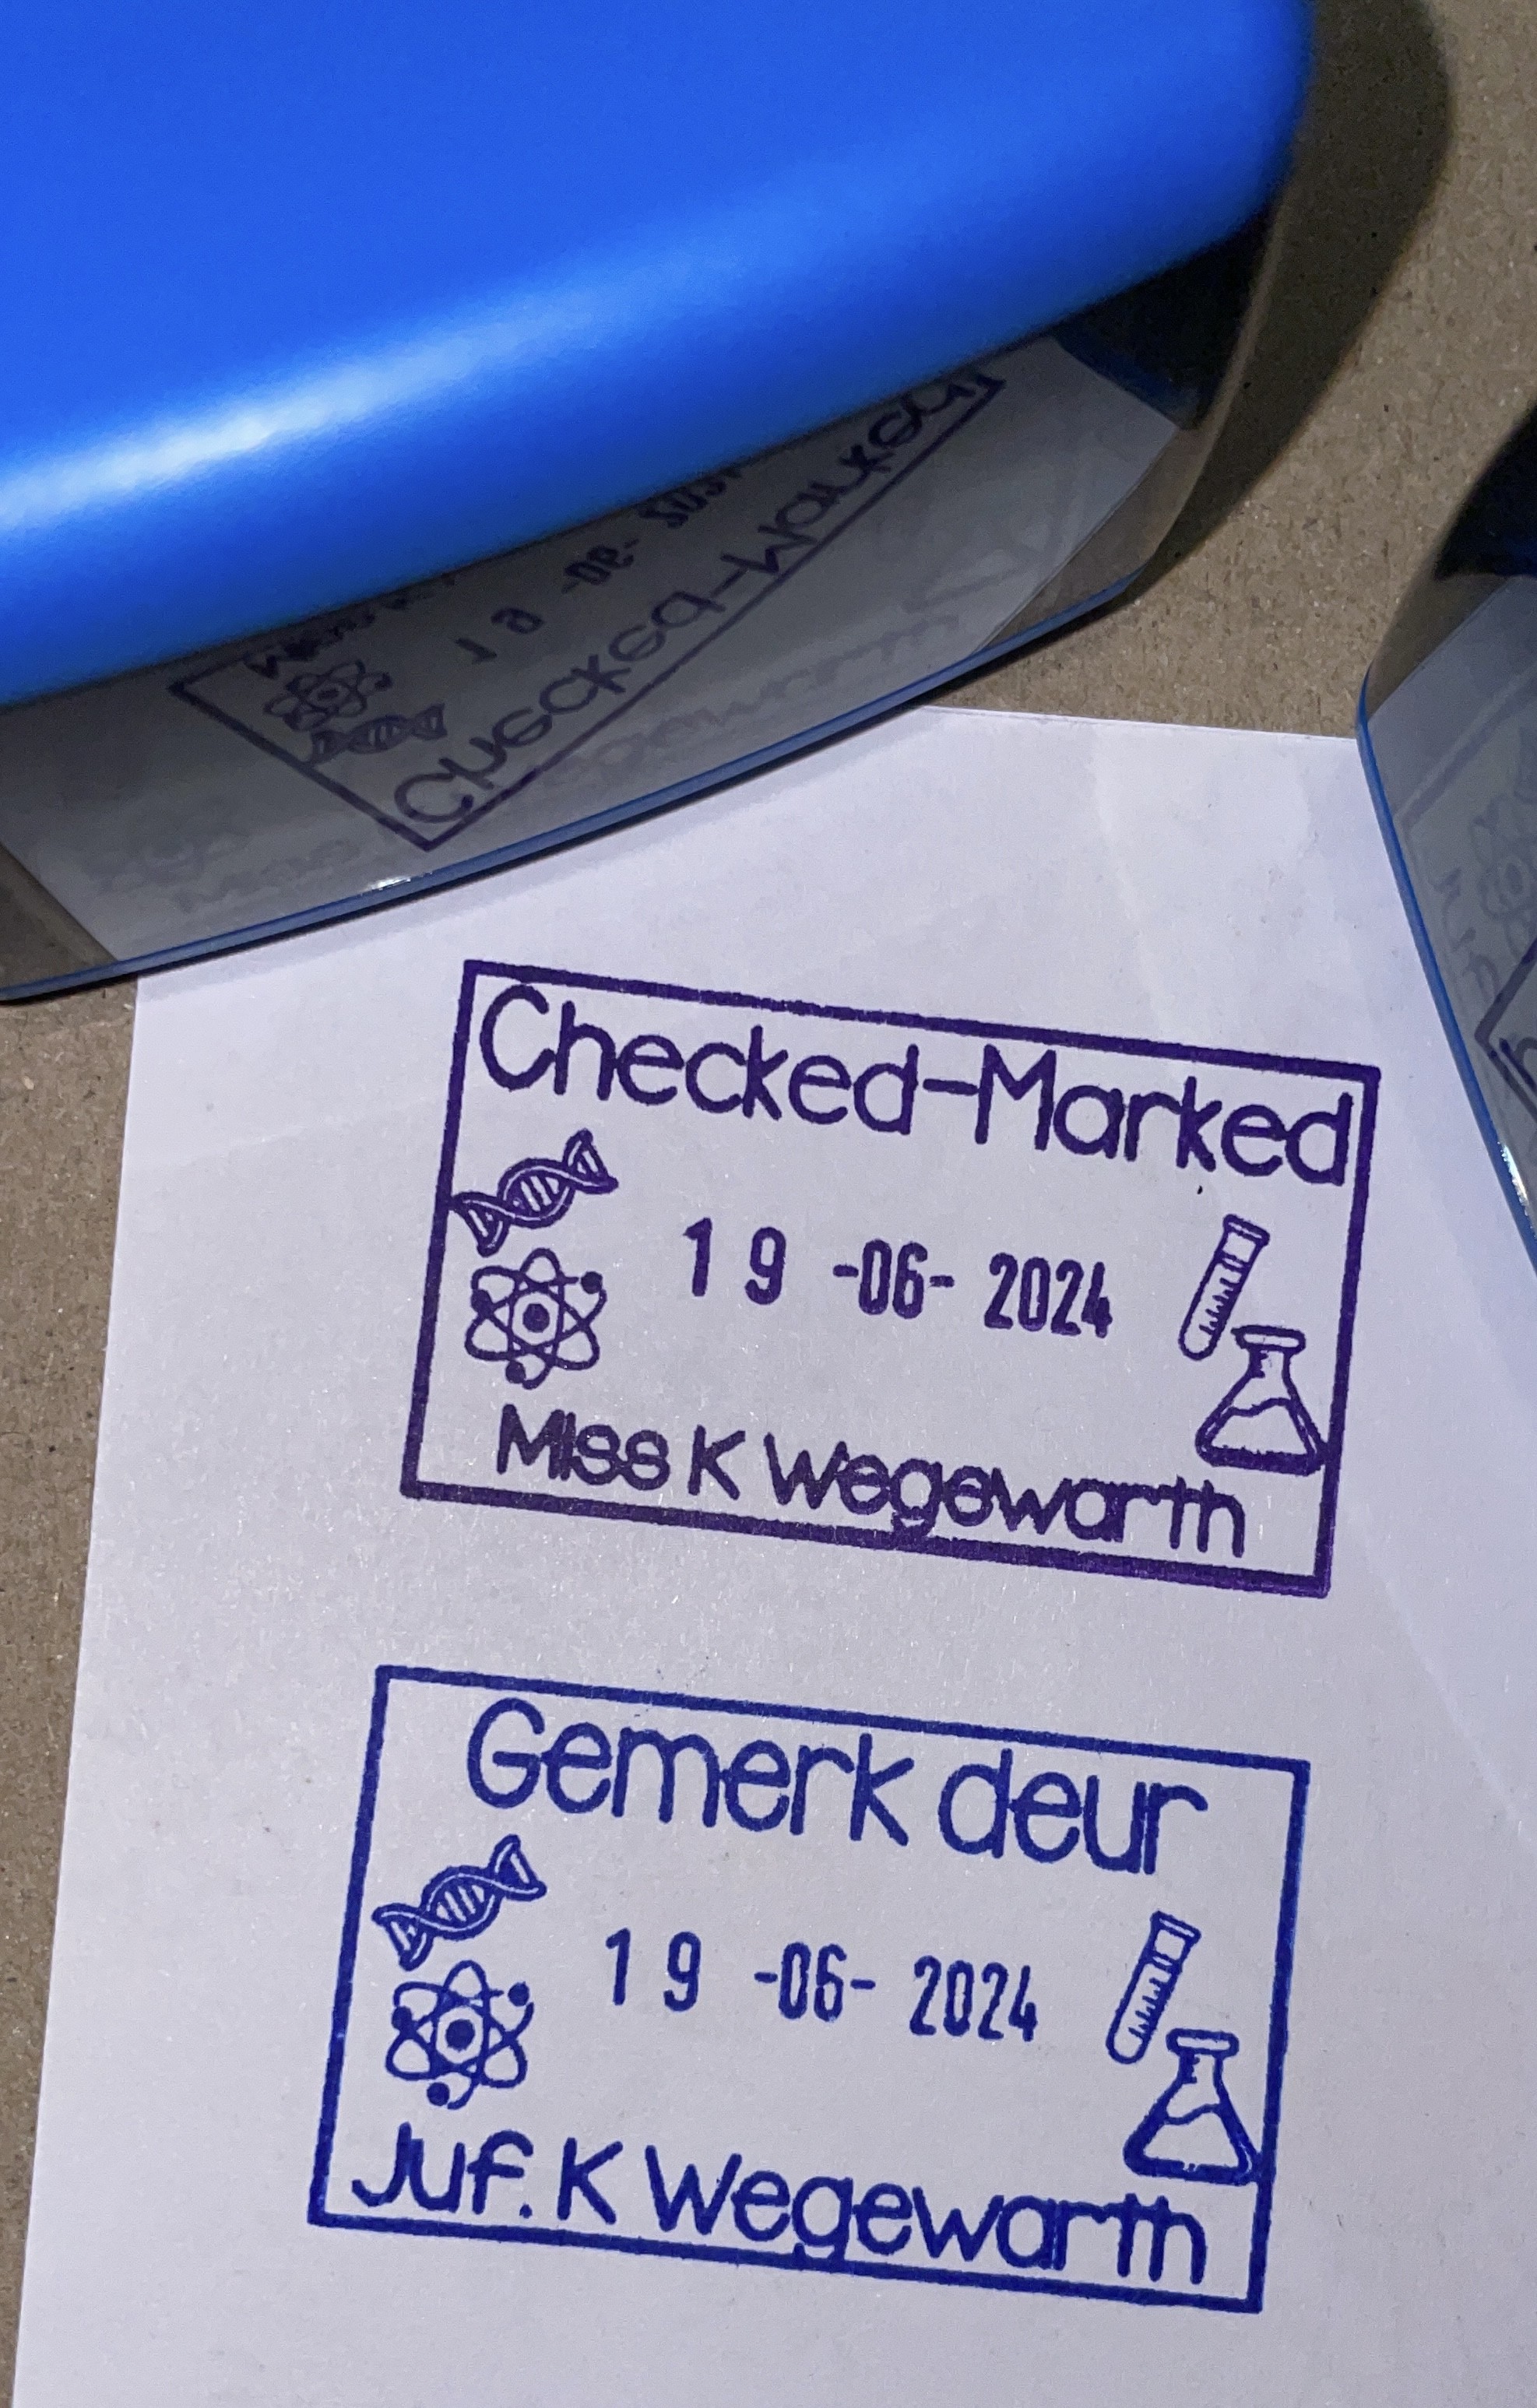 Checked-Marked
19 -06- 2024
Miss K Wegewarth
Gemerk deur
19 -06- 2024
Juf. K Wegewarth